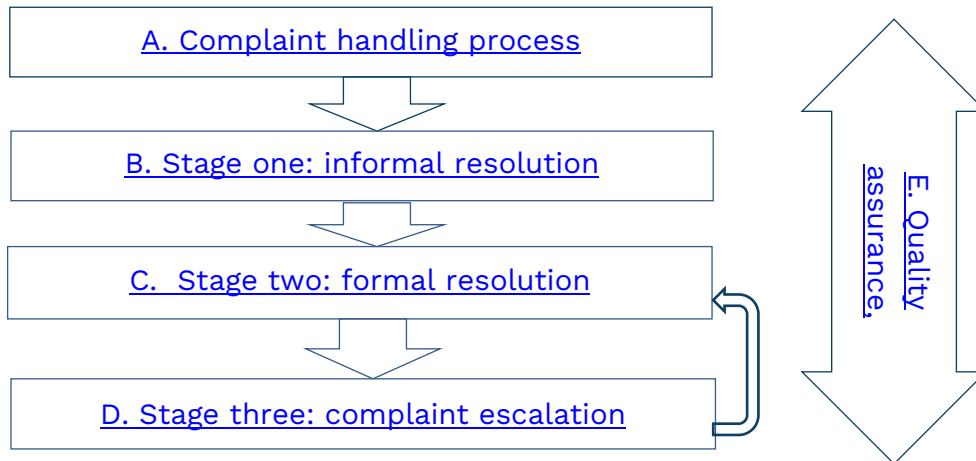 A. Complaint handling process
B. Stage one: informal resolution
C.  Stage two: formal resolution
D. Stage three: complaint escalation
E. Quality
assurance,